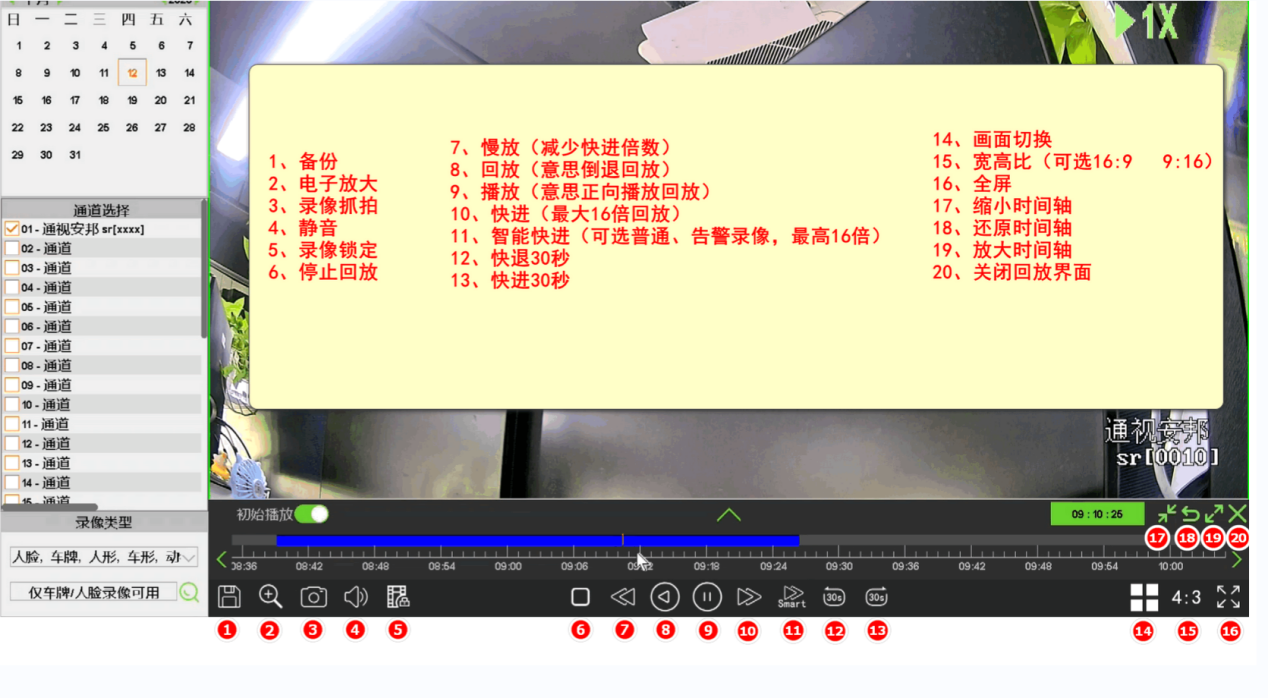 日 一 二 三 四 五 六
1 2 3 4 5 6 7
8 9 10 11 12 13 14
15 16 17 18 19 20 21
22 23 24 25 26 27 28
29 30 31
通道选择
01 - 通视安邦 sr[xxxx]
02 - 通道
03 - 通道
04 - 通道
05 - 通道
06 - 通道
07 - 通道
08 - 通道
09 - 通道
10 - 通道
11 - 通道
12 - 通道
13 - 通道
14 - 通道
15 - 通道
录像类型
人脸, 车牌, 人形, 车形, 动
仅车牌/人脸录像可用
1X
1、备份
2、电子放大
3、录像抓拍
4、静音
5、录像锁定
6、停止回放
7、慢放（减少快进倍数）
8、回放（意思倒退回放）
9、播放（意思正向播放回放）
10、快进（最大16倍回放）
11、智能快进（可选普通、告警录像，最高16倍）
12、快退30秒
13、快进30秒
14、画面切换
15、宽高比（可选16:9 9:16）
16、全屏
17、缩小时间轴
18、还原时间轴
19、放大时间轴
20、关闭回放界面
通视安邦
sr[0010]
初始播放
09:10:26
17 18 19 20
08:36 08:42 08:48 08:54 09:00 09:06 09:12 09:18 09:24 09:30 09:36 09:42 09:48 09:54 10:00
Smart 30s 30s 4:3
1 2 3 4 5 6 7 8 9 10 11 12 13 14 15 16